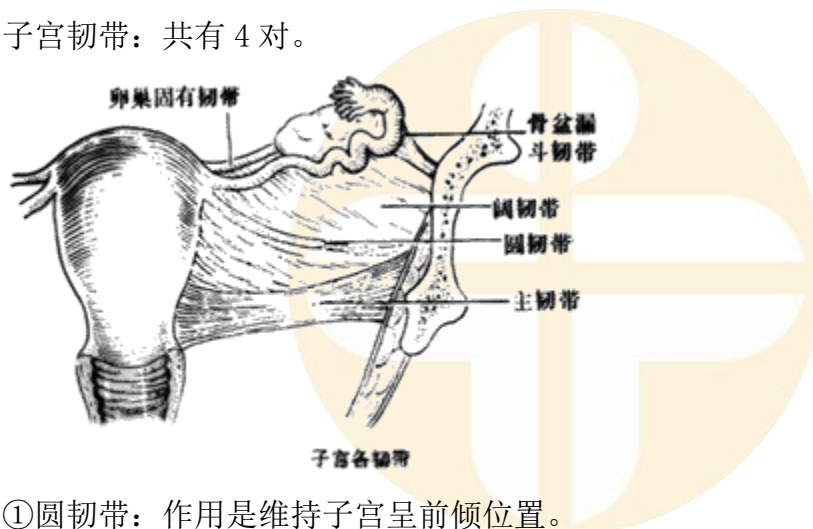 子宫韧带：共有 4 对。
卵巢固有韧带
骨盆漏
斗韧带
阔韧带
圆韧带
主韧带
子宫各韧带
①圆韧带：作用是维持子宫呈前倾位置。